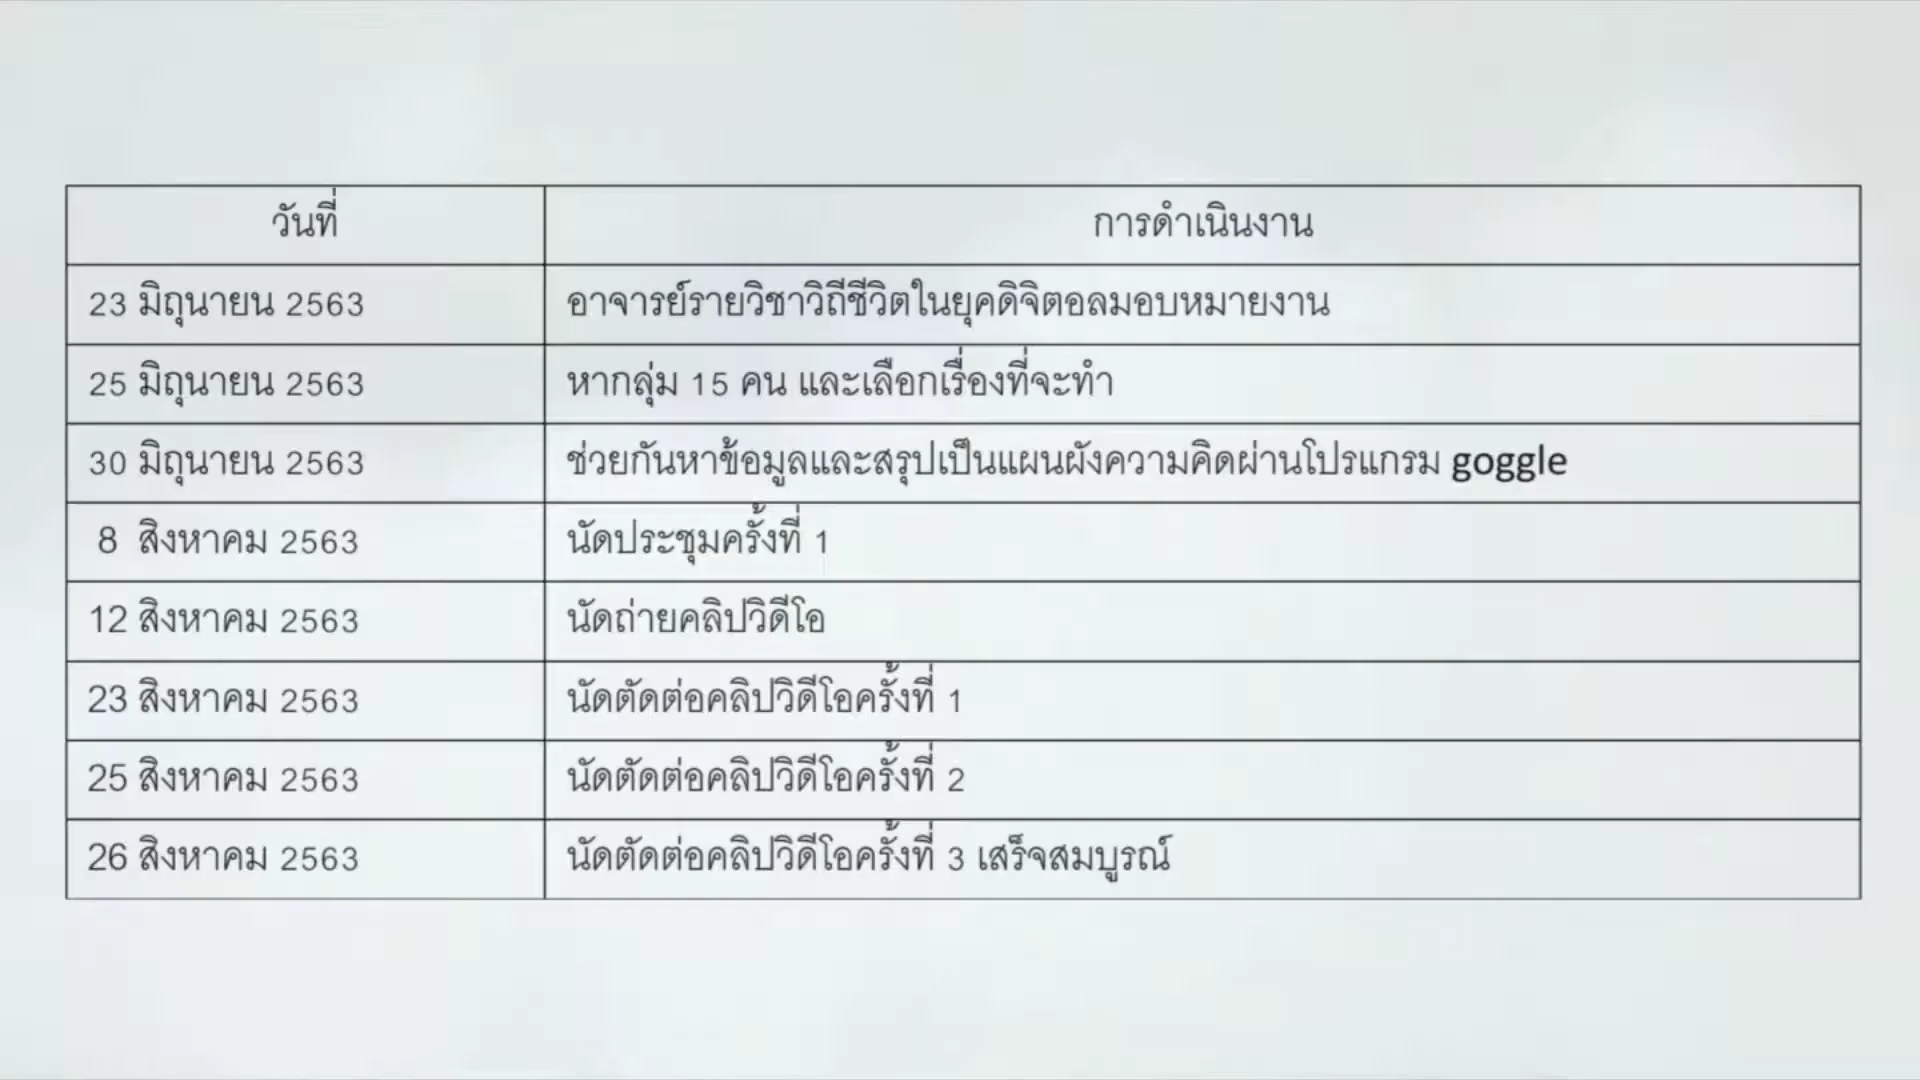 วันที่ การดำเนินงาน
23 มิถุนายน 2563 อาจารย์รายวิชาวิถีชีวิตในยุคดิจิตอลมอบหมายงาน
25 มิถุนายน 2563 หากลุ่ม 15 คน และเลือกเรื่องที่จะทำ
30 มิถุนายน 2563 ช่วยกันหาข้อมูลและสรุปเป็นแผนผังความคิดผ่านโปรแกรม goggle
8 สิงหาคม 2563 นัดประชุมครั้งที่ 1
12 สิงหาคม 2563 นัดถ่ายคลิปวิดีโอ
23 สิงหาคม 2563 นัดตัดต่อคลิปวิดีโอครั้งที่ 1
25 สิงหาคม 2563 นัดตัดต่อคลิปวิดีโอครั้งที่ 2
26 สิงหาคม 2563 นัดตัดต่อคลิปวิดีโอครั้งที่ 3 เสร็จสมบูรณ์